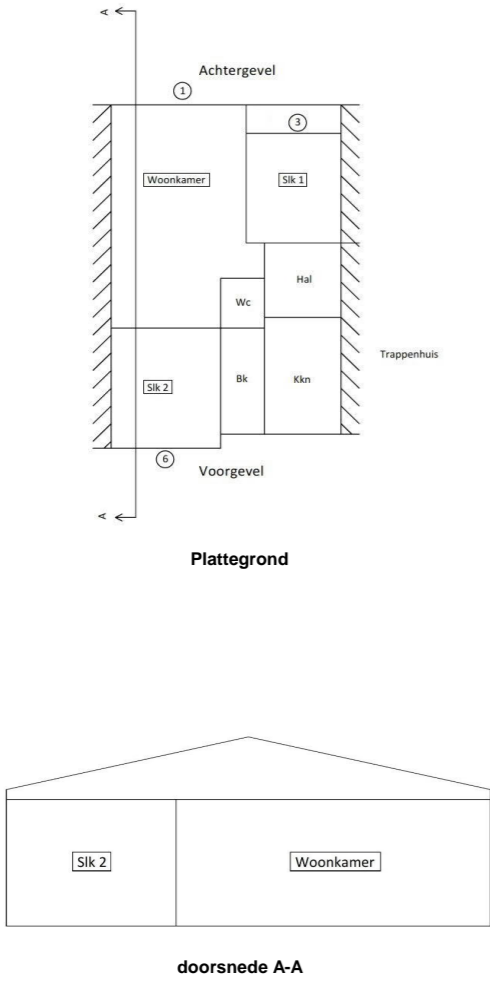 A
Achtergevel
1
3
Woonkamer
Slk 1
Hal
Wc
Trappenhuis
Slk 2
Bk
Kkn
6
Voorgevel
A
Plattegrond
Slk 2
Woonkamer
doorsnede A-A